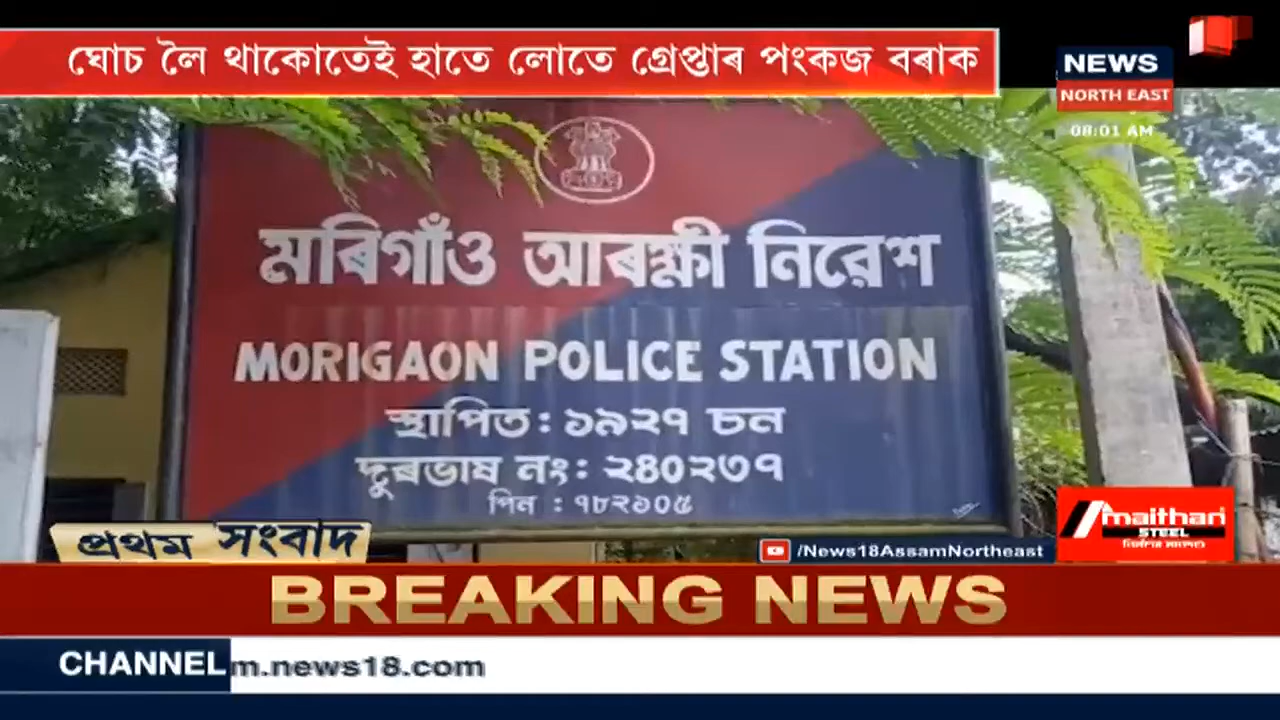 ঘোচ লৈ থাকোতেই হাতে লোতে গ্ৰেপ্তাৰ পংকজ বৰাক
NEWS
NORTH EAST
08:01 AM
মৰিগাঁও আৰক্ষী নিৱেশ
MORIGAON POLICE STATION
স্থাপিত : ১৯২৭ চন
দুৰভাষ নং : ২৪০২৩৭
পিন : ৭৮২১০৫
প্ৰথম সংবাদ
/News18AssamNortheast
maithan
STEEL
BREAKING NEWS
CHANNEL
m.news18.com